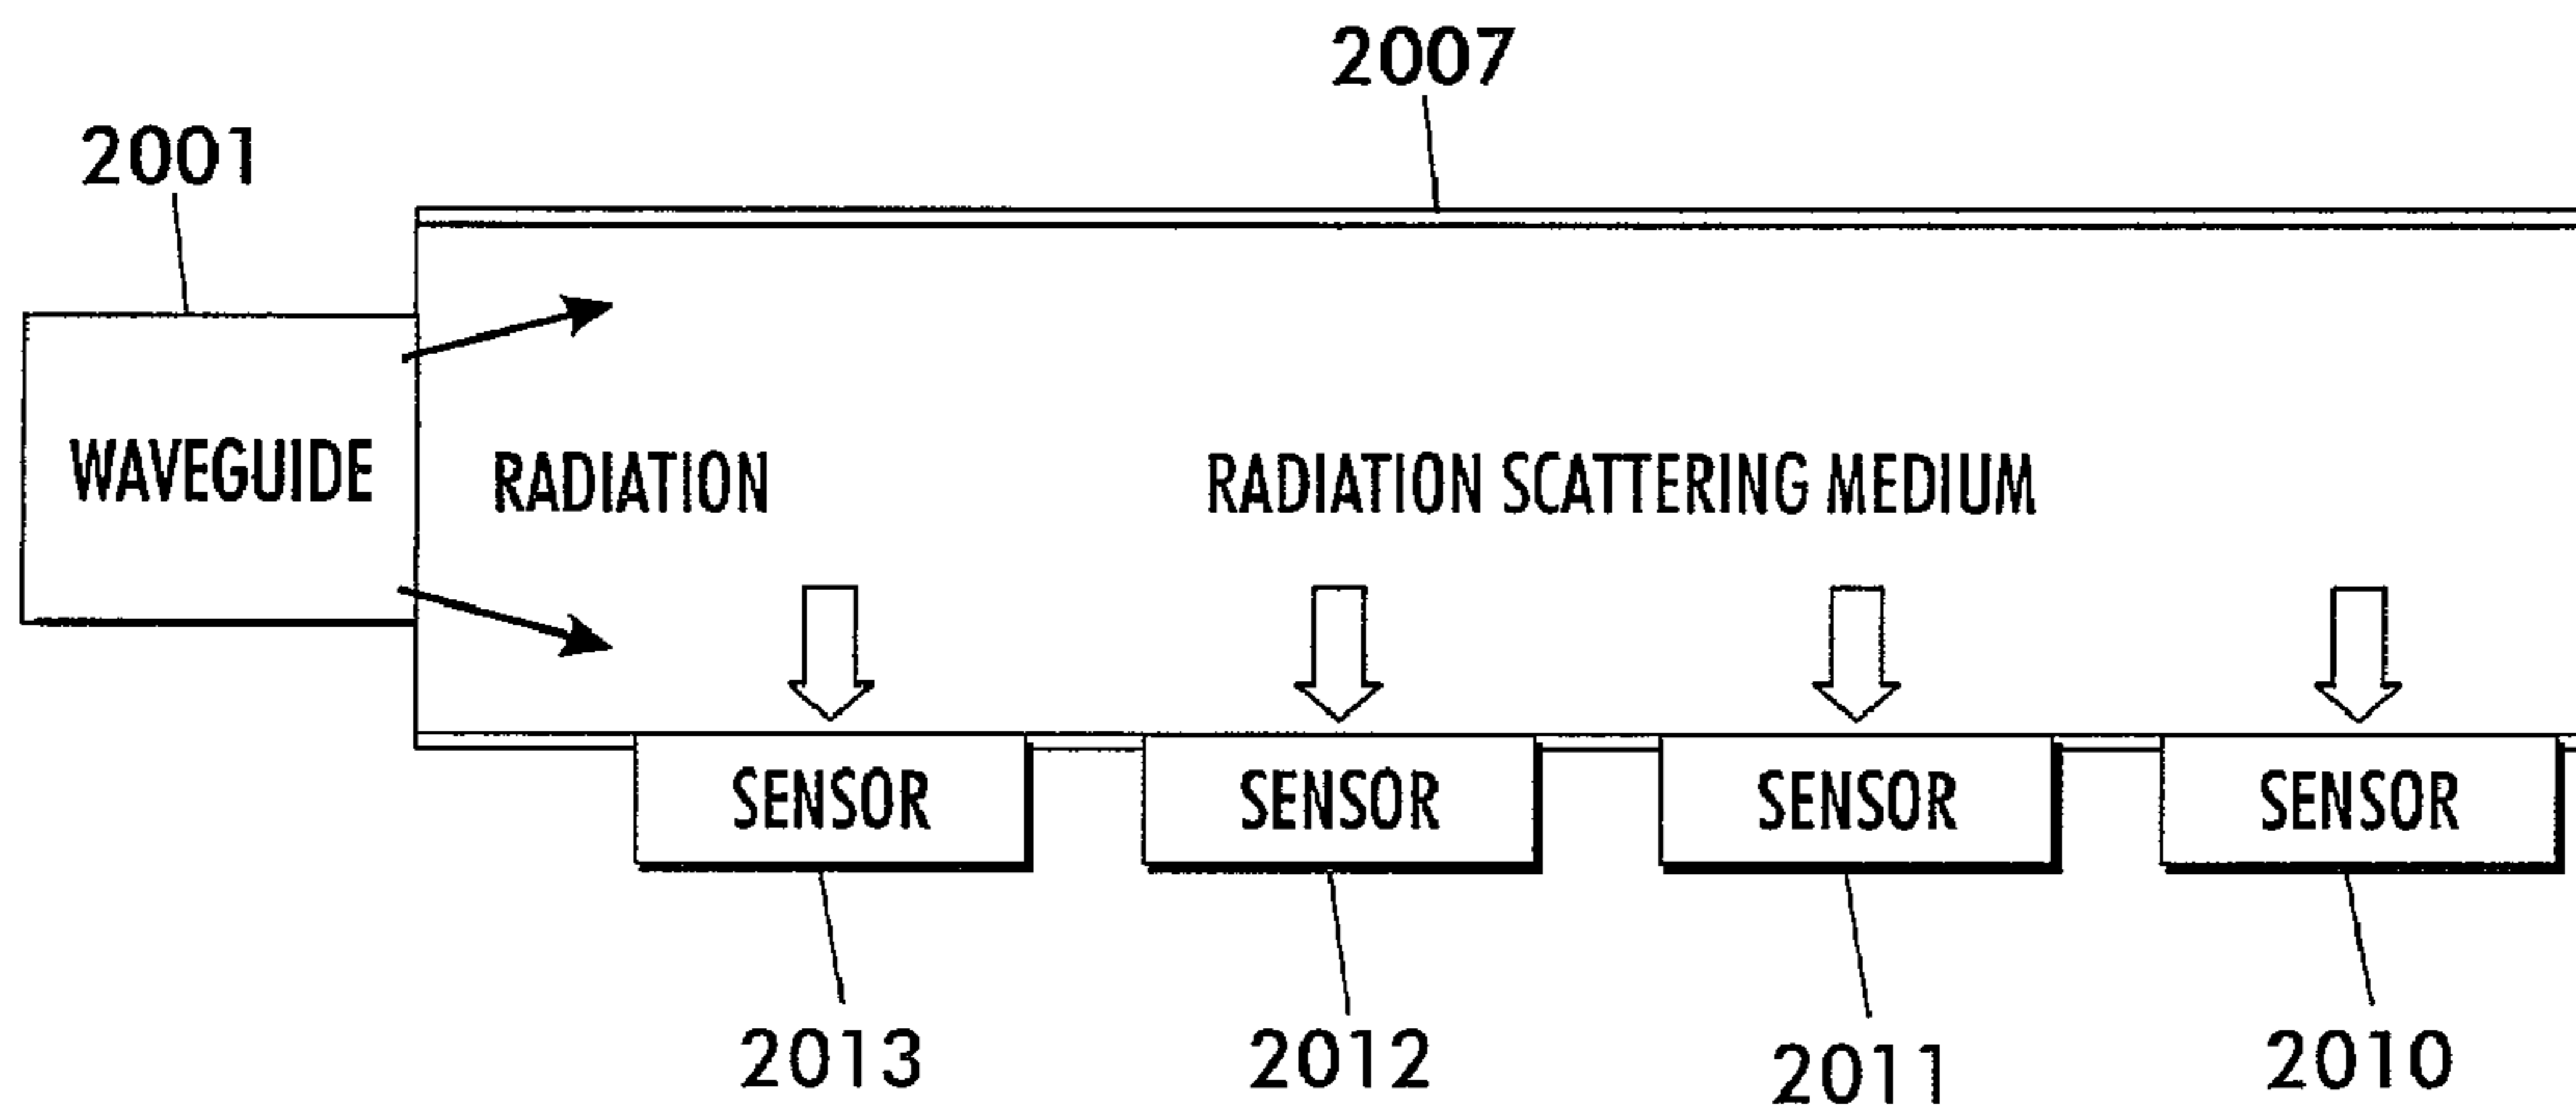 2007
2001
WAVEGUIDE
RADIATION
RADIATION SCATTERING MEDIUM
SENSOR
SENSOR
SENSOR
SENSOR
2013
2012
2011
2010